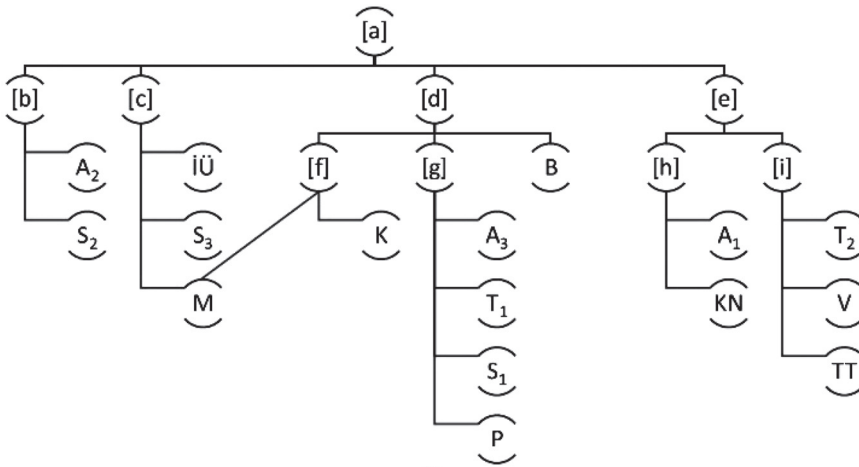 [a]
[b] [c] [d] [e]
[f] [g] B [h] [i]
A₂ İÜ
S₂ S₃ K A₃ A₁ T₂
M T₁ KN V
S₁ TT
P